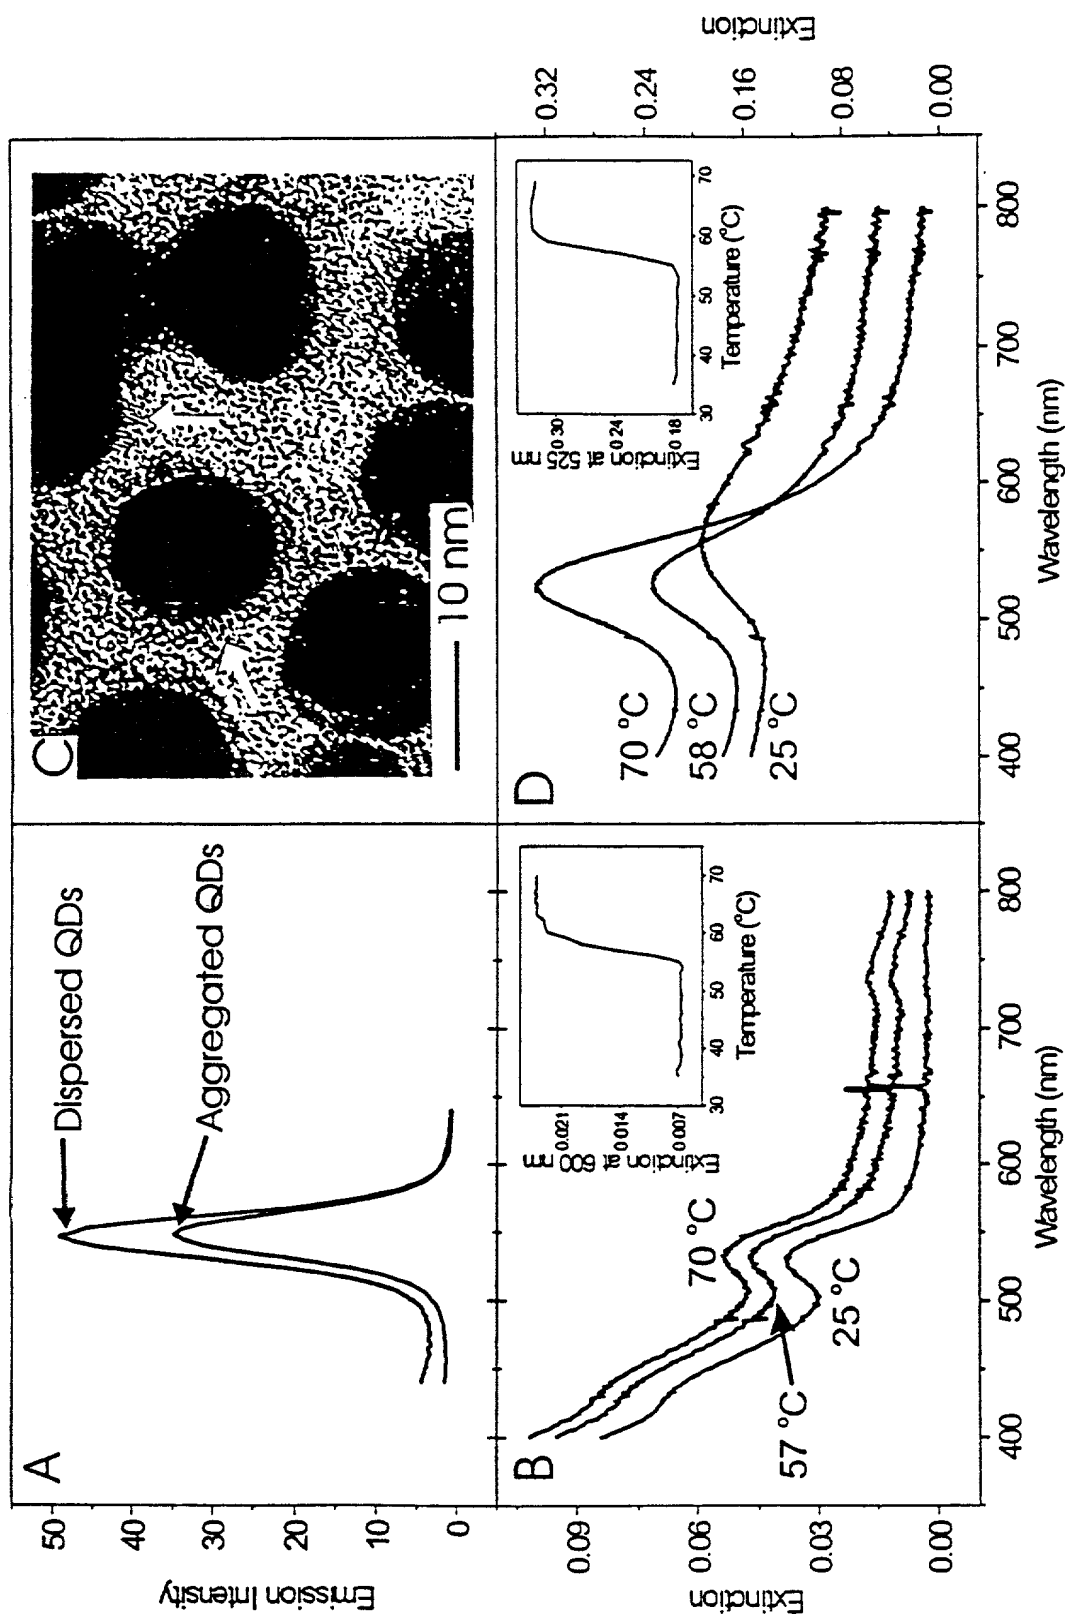 A
Dispersed QDs
Aggregated QDs
50
40
30
20
10
0
Emission Intensity
C
10 nm
B
70 °C
57 °C
25 °C
0.09
0.06
0.03
0.00
Extinction
400
500
600
700
800
Wavelength (nm)
Extinction at 600 nm
0.021
0.014
0.007
30
40
50
60
70
Temperature (°C)
D
70 °C
58 °C
25 °C
0.32
0.24
0.16
0.08
0.00
Extinction
400
500
600
700
800
Wavelength (nm)
Extinction at 525 nm
0.30
0.24
0.18
30
40
50
60
70
Temperature (°C)